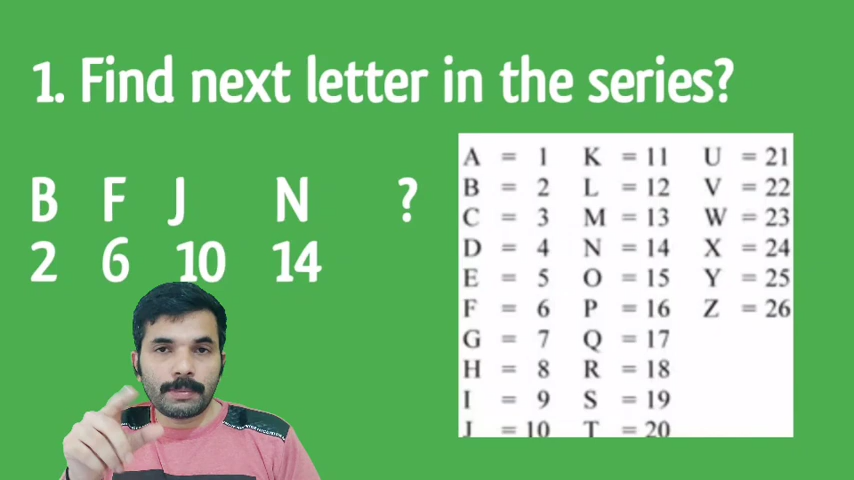 1. Find next letter in the series?
B F J N ?
2 6 10 14
A = 1 K = 11 U = 21
B = 2 L = 12 V = 22
C = 3 M = 13 W = 23
D = 4 N = 14 X = 24
E = 5 O = 15 Y = 25
F = 6 P = 16 Z = 26
G = 7 Q = 17
H = 8 R = 18
I = 9 S = 19
J = 10 T = 20